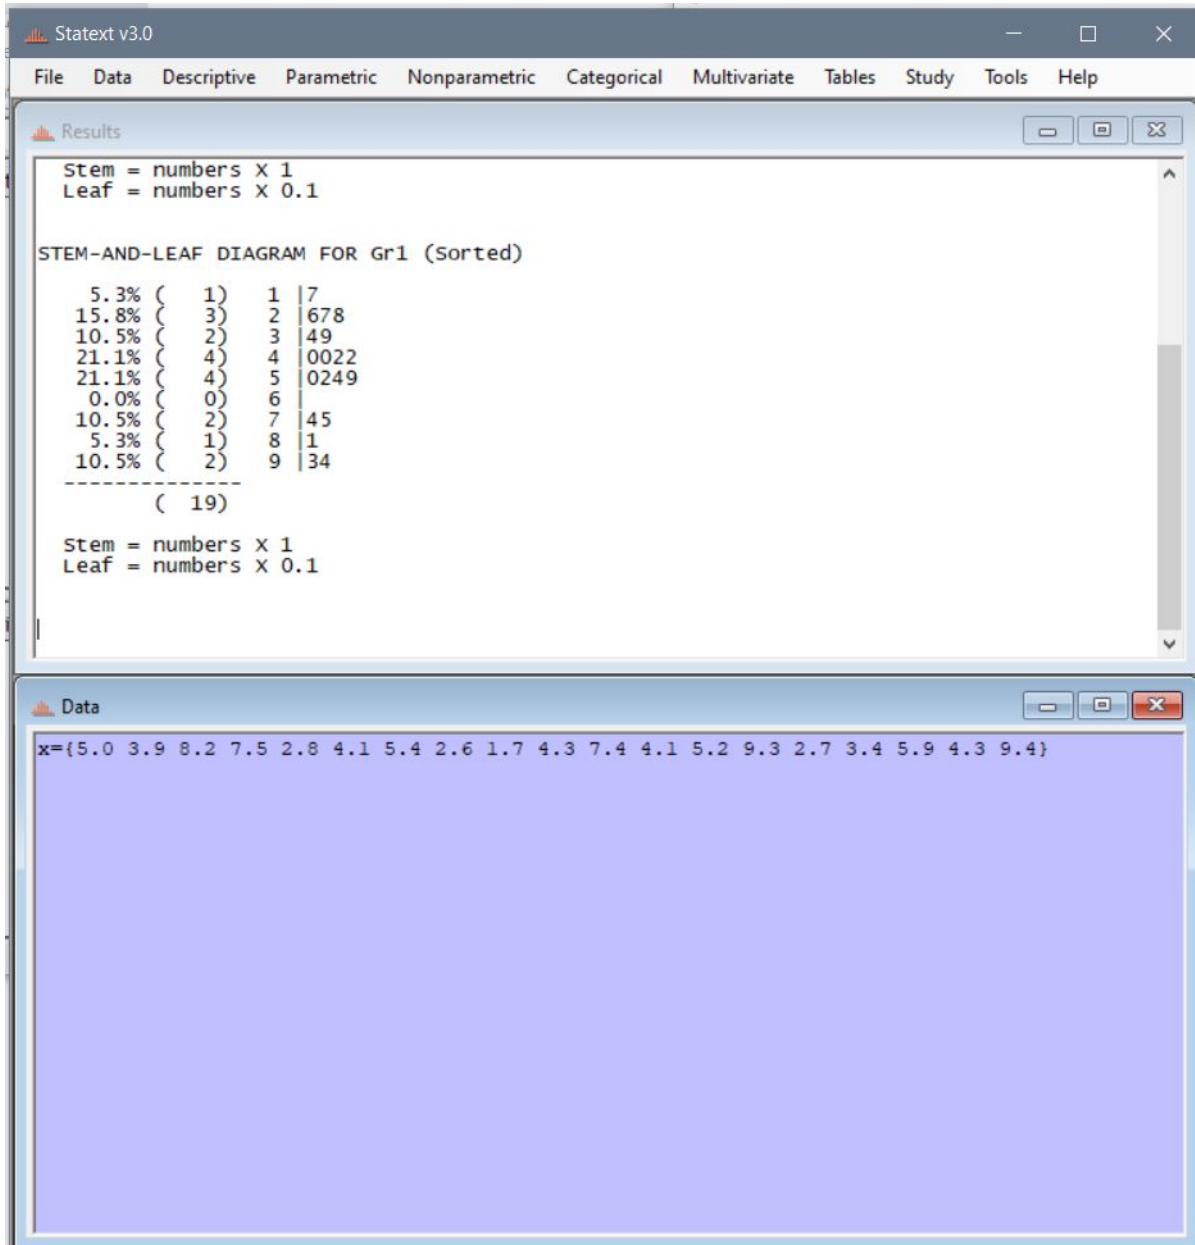 Statext v3.0
File Data Descriptive Parametric Nonparametric Categorical Multivariate Tables Study Tools Help
Results
Stem = numbers X 1
Leaf = numbers X 0.1
STEM-AND-LEAF DIAGRAM FOR Gr1 (Sorted)
5.3% ( 1) 1 |7
15.8% ( 3) 2 |678
10.5% ( 2) 3 |49
21.1% ( 4) 4 |0022
21.1% ( 4) 5 |0249
0.0% ( 0) 6 |
10.5% ( 2) 7 |45
5.3% ( 1) 8 |1
10.5% ( 2) 9 |34
---------------
( 19)
Stem = numbers X 1
Leaf = numbers X 0.1
Data
x={5.0 3.9 8.2 7.5 2.8 4.1 5.4 2.6 1.7 4.3 7.4 4.1 5.2 9.3 2.7 3.4 5.9 4.3 9.4}